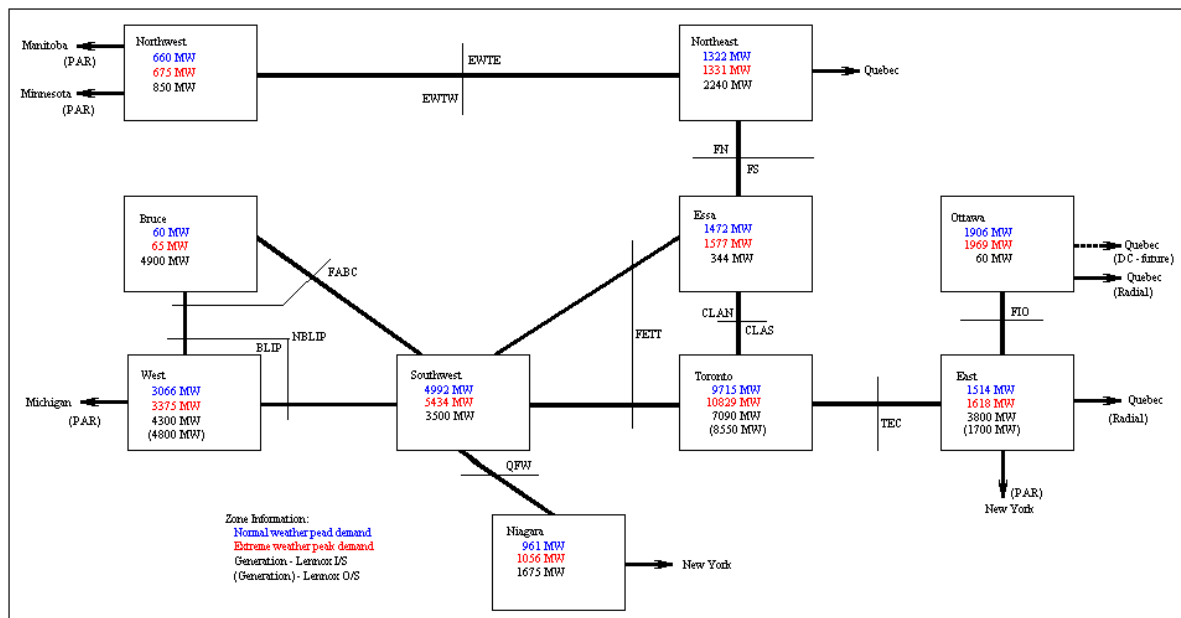 Northwest
660 MW
675 MW
850 MW
Manitoba
(PAR)
Minnesota
(PAR)
EWTE
EWTW
Northeast
1322 MW
1331 MW
2240 MW
Quebec
FN
FS
Bruce
60 MW
65 MW
4900 MW
FABC
Essa
1472 MW
1577 MW
344 MW
Ottawa
1906 MW
1969 MW
60 MW
Quebec
(DC - future)
Quebec
(Radial)
NBLIP
BLIP
FETT
CLAN
CLAS
FIO
West
3066 MW
3375 MW
4300 MW
(4800 MW)
Michigan
(PAR)
Southwest
4992 MW
5434 MW
3500 MW
Toronto
9715 MW
10829 MW
7090 MW
(8550 MW)
TEC
East
1514 MW
1618 MW
3800 MW
(1700 MW)
Quebec
(Radial)
(PAR)
New York
QFW
Niagara
961 MW
1056 MW
1675 MW
New York
Zone Information:
Normal weather pead demand
Extreme weather peak demand
Generation - Lennox I/S
(Generation) - Lennox O/S